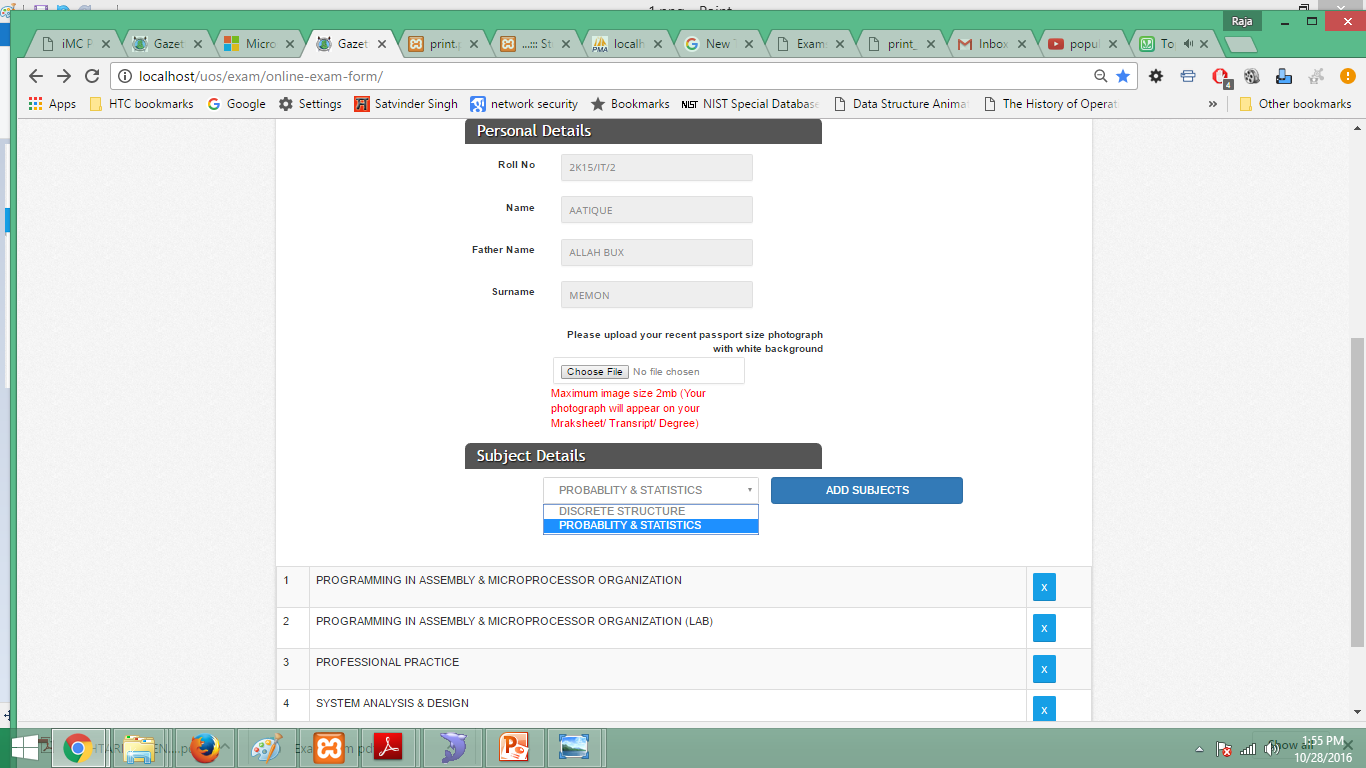 1.png - Paint
Raja
iMC P
Gazet
Micro
Gazet
print.p
...::: St
localh
New T
Exam
print_
Inbox
popul
To
localhost/uos/exam/online-exam-form/
4
Apps
HTC bookmarks
Google
Settings
Satvinder Singh
network security
Bookmarks
NIST Special Database
Data Structure Animat
The History of Operat
»
Other bookmarks
Personal Details
Roll No
2K15/IT/2
Name
AATIQUE
Father Name
ALLAH BUX
Surname
MEMON
Please upload your recent passport size photograph
with white background
Choose File No file chosen
Maximum image size 2mb (Your
photograph will appear on your
Mraksheet/ Transript/ Degree)
Subject Details
PROBABLITY & STATISTICS
ADD SUBJECTS
DISCRETE STRUCTURE
PROBABLITY & STATISTICS
1 PROGRAMMING IN ASSEMBLY & MICROPROCESSOR ORGANIZATION x
2 PROGRAMMING IN ASSEMBLY & MICROPROCESSOR ORGANIZATION (LAB) x
3 PROFESSIONAL PRACTICE x
4 SYSTEM ANALYSIS & DESIGN x
Show all
1:55 PM
10/28/2016